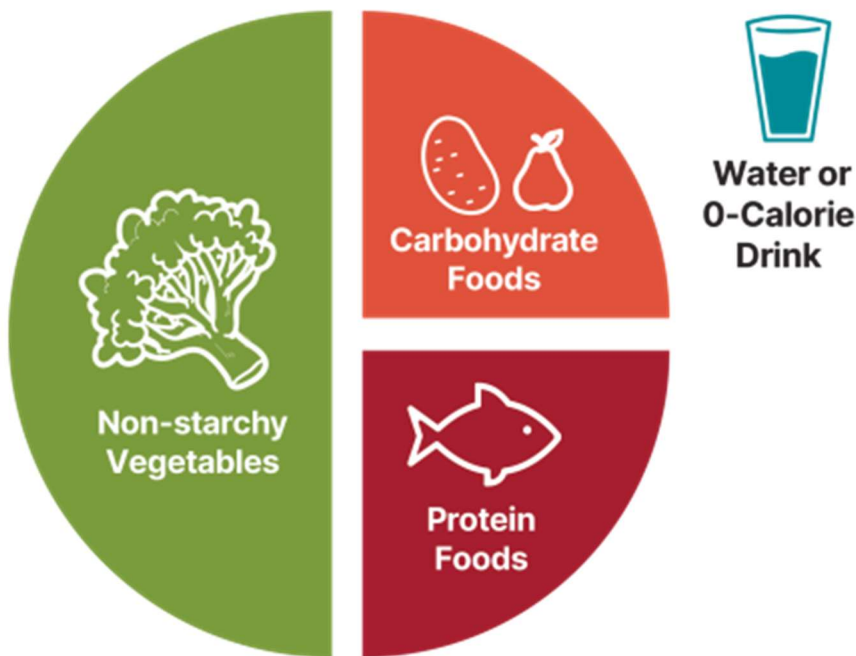 Non-starchy
Vegetables
Carbohydrate
Foods
Protein
Foods
Water or
0-Calorie
Drink